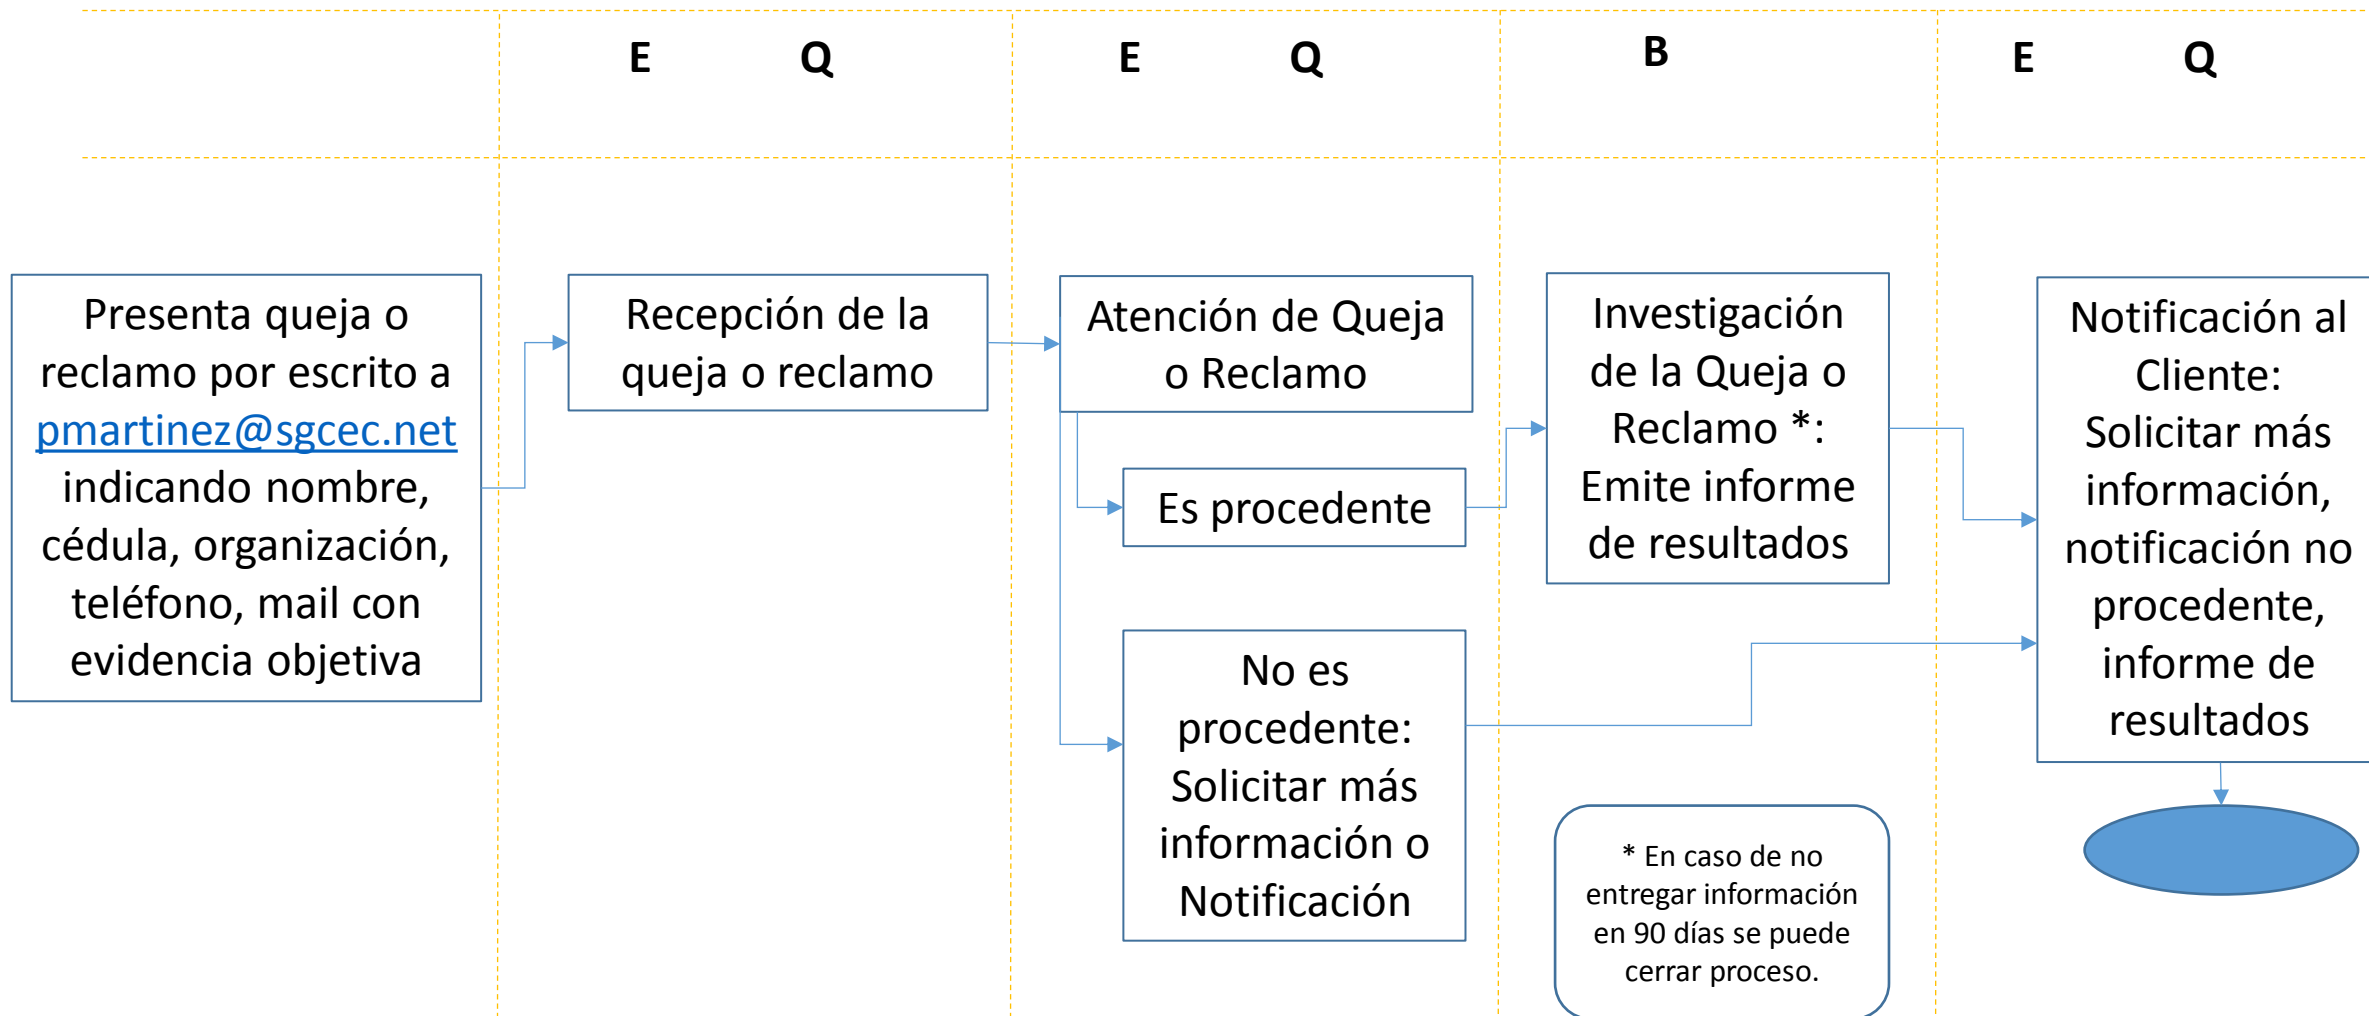 E Q
E Q
B
E Q
Presenta queja o
reclamo por escrito a
pmartinez@sgcec.net
indicando nombre,
cédula, organización,
teléfono, mail con
evidencia objetiva
Recepción de la
queja o reclamo
Atención de Queja
o Reclamo
Es procedente
No es
procedente:
Solicitar más
información o
Notificación
Investigación
de la Queja o
Reclamo *:
Emite informe
de resultados
* En caso de no
entregar información
en 90 días se puede
cerrar proceso.
Notificación al
Cliente:
Solicitar más
información,
notificación no
procedente,
informe de
resultados